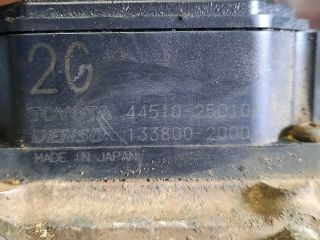 2G
TOYOTA 44510-25010
DENSO 133800-2000
MADE IN JAPAN